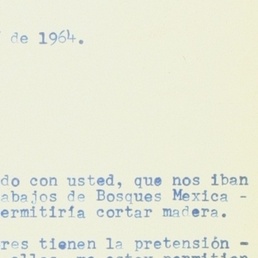 de 1964.
do con usted, que nos iban
abajos de Bosques Mexica -
ermitiría cortar madera.
res tienen la pretensión -